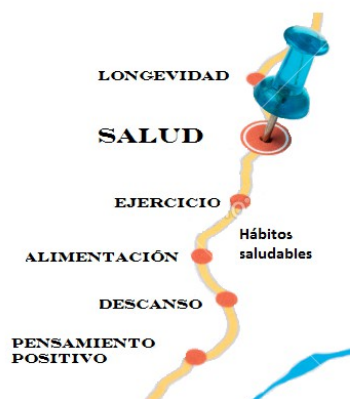 LONGEVIDAD
SALUD
EJERCICIO
Hábitos
saludables
ALIMENTACIÓN
DESCANSO
PENSAMIENTO
POSITIVO